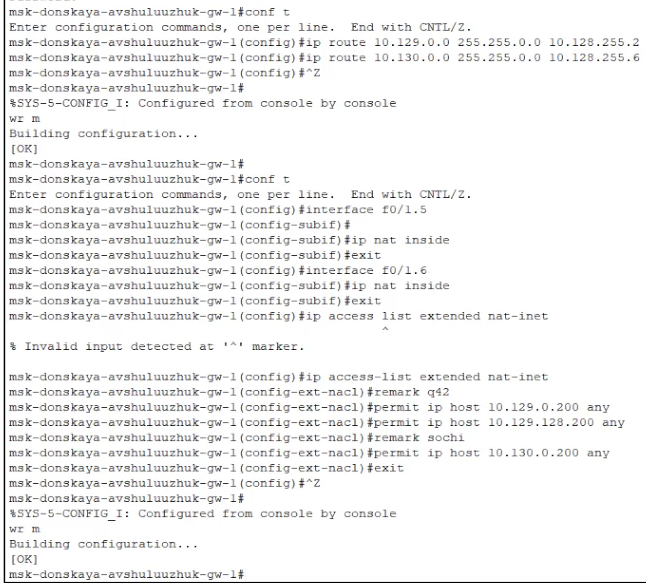 msk-donskaya-avshuluuzhuk-gw-1#conf t
Enter configuration commands, one per line.  End with CNTL/Z.
msk-donskaya-avshuluuzhuk-gw-1(config)#ip route 10.129.0.0 255.255.0.0 10.128.255.2
msk-donskaya-avshuluuzhuk-gw-1(config)#ip route 10.130.0.0 255.255.0.0 10.128.255.6
msk-donskaya-avshuluuzhuk-gw-1(config)#^Z
msk-donskaya-avshuluuzhuk-gw-1#
%SYS-5-CONFIG_I: Configured from console by console
wr m
Building configuration...
[OK]
msk-donskaya-avshuluuzhuk-gw-1#
msk-donskaya-avshuluuzhuk-gw-1#conf t
Enter configuration commands, one per line.  End with CNTL/Z.
msk-donskaya-avshuluuzhuk-gw-1(config)#interface f0/1.5
msk-donskaya-avshuluuzhuk-gw-1(config-subif)#
msk-donskaya-avshuluuzhuk-gw-1(config-subif)#ip nat inside
msk-donskaya-avshuluuzhuk-gw-1(config-subif)#exit
msk-donskaya-avshuluuzhuk-gw-1(config)#interface f0/1.6
msk-donskaya-avshuluuzhuk-gw-1(config-subif)#ip nat inside
msk-donskaya-avshuluuzhuk-gw-1(config-subif)#exit
msk-donskaya-avshuluuzhuk-gw-1(config)#ip access list extended nat-inet
^
% Invalid input detected at '^' marker.
msk-donskaya-avshuluuzhuk-gw-1(config)#ip access-list extended nat-inet
msk-donskaya-avshuluuzhuk-gw-1(config-ext-nacl)#remark q42
msk-donskaya-avshuluuzhuk-gw-1(config-ext-nacl)#permit ip host 10.129.0.200 any
msk-donskaya-avshuluuzhuk-gw-1(config-ext-nacl)#permit ip host 10.129.128.200 any
msk-donskaya-avshuluuzhuk-gw-1(config-ext-nacl)#remark sochi
msk-donskaya-avshuluuzhuk-gw-1(config-ext-nacl)#permit ip host 10.130.0.200 any
msk-donskaya-avshuluuzhuk-gw-1(config-ext-nacl)#exit
msk-donskaya-avshuluuzhuk-gw-1(config)#^Z
msk-donskaya-avshuluuzhuk-gw-1#
%SYS-5-CONFIG_I: Configured from console by console
wr m
Building configuration...
[OK]
msk-donskaya-avshuluuzhuk-gw-1#